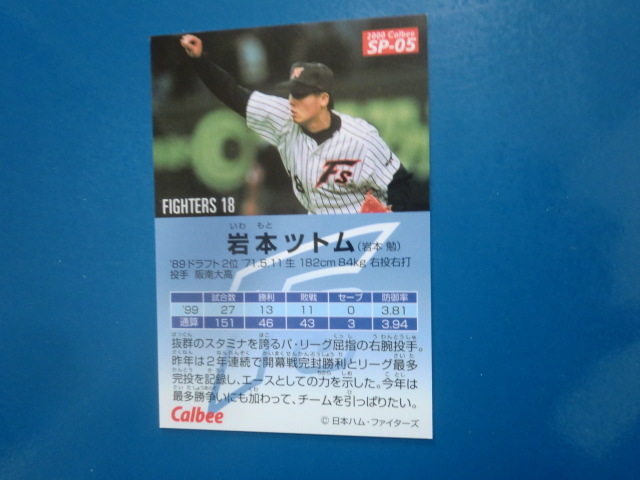 2000 Calbee
SP-05
Fs
FIGHTERS 18
いわ もと
岩本ツトム(岩本 勉)
'89ドラフト2位 '71.5.11生 182cm 84kg 右投右打
投手 阪南大高
試合数 勝利 敗戦 セーブ 防御率
'99 27 13 11 0 3.81
通算 151 46 43 3 3.94
抜群のスタミナを誇るパ・リーグ屈指の右腕投手。
昨年は2年連続で開幕戦完封勝利とリーグ最多
完投を記録し、エースとしての力を示した。今年は
最多勝争いにも加わって、チームを引っぱりたい。
Calbee
© 日本ハム・ファイターズ